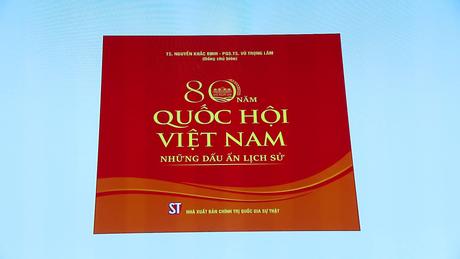 TS. NGUYỄN KHẮC ĐỊNH - PGS.TS. VŨ TRỌNG LÂM
(Đồng chủ biên)
80 NĂM
QUỐC HỘI
VIỆT NAM
NHỮNG DẤU ẤN LỊCH SỬ
ST NHÀ XUẤT BẢN CHÍNH TRỊ QUỐC GIA SỰ THẬT